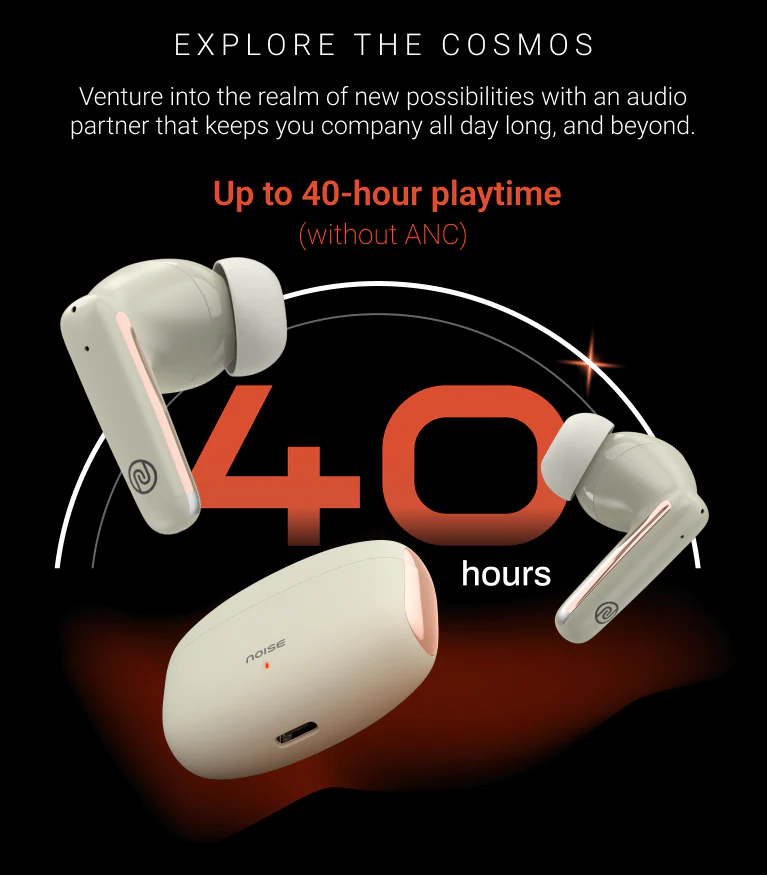 EXPLORE THE COSMOS
Venture into the realm of new possibilities with an audio
partner that keeps you company all day long, and beyond.
Up to 40-hour playtime
(without ANC)
40
hours
NOISE